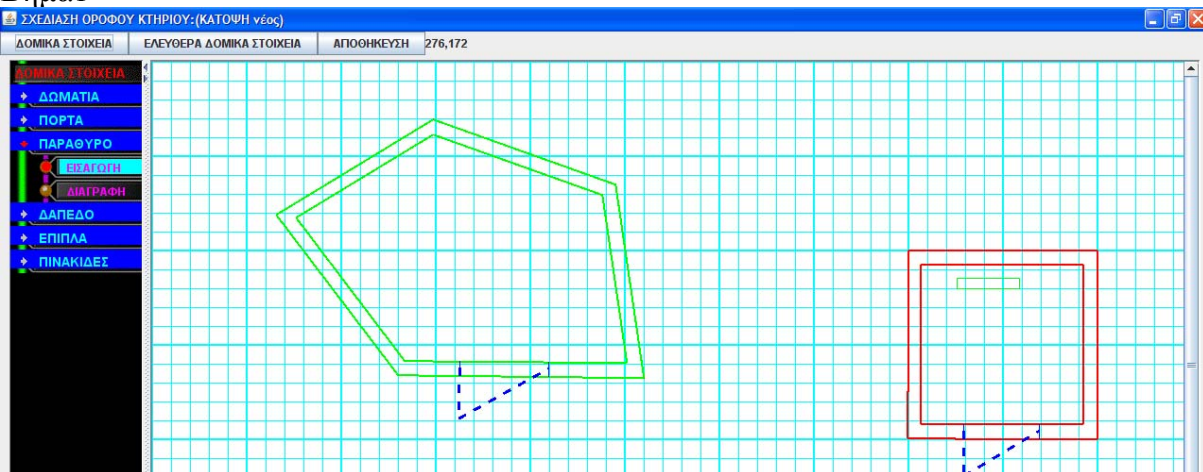 ΣΧΕΔΙΑΣΗ ΟΡΟΦΟΥ ΚΤΗΡΙΟΥ:(ΚΑΤΟΨΗ νέος)
ΔΟΜΙΚΑ ΣΤΟΙΧΕΙΑ ΕΛΕΥΘΕΡΑ ΔΟΜΙΚΑ ΣΤΟΙΧΕΙΑ ΑΠΟΘΗΚΕΥΣΗ 276,172
ΔΟΜΙΚΑ ΣΤΟΙΧΕΙΑ
ΔΩΜΑΤΙΑ
ΠΟΡΤΑ
ΠΑΡΑΘΥΡΟ
ΕΙΣΑΓΩΓΗ
ΔΙΑΓΡΑΦΗ
ΔΑΠΕΔΟ
ΕΠΙΠΛΑ
ΠΙΝΑΚΙΔΕΣ